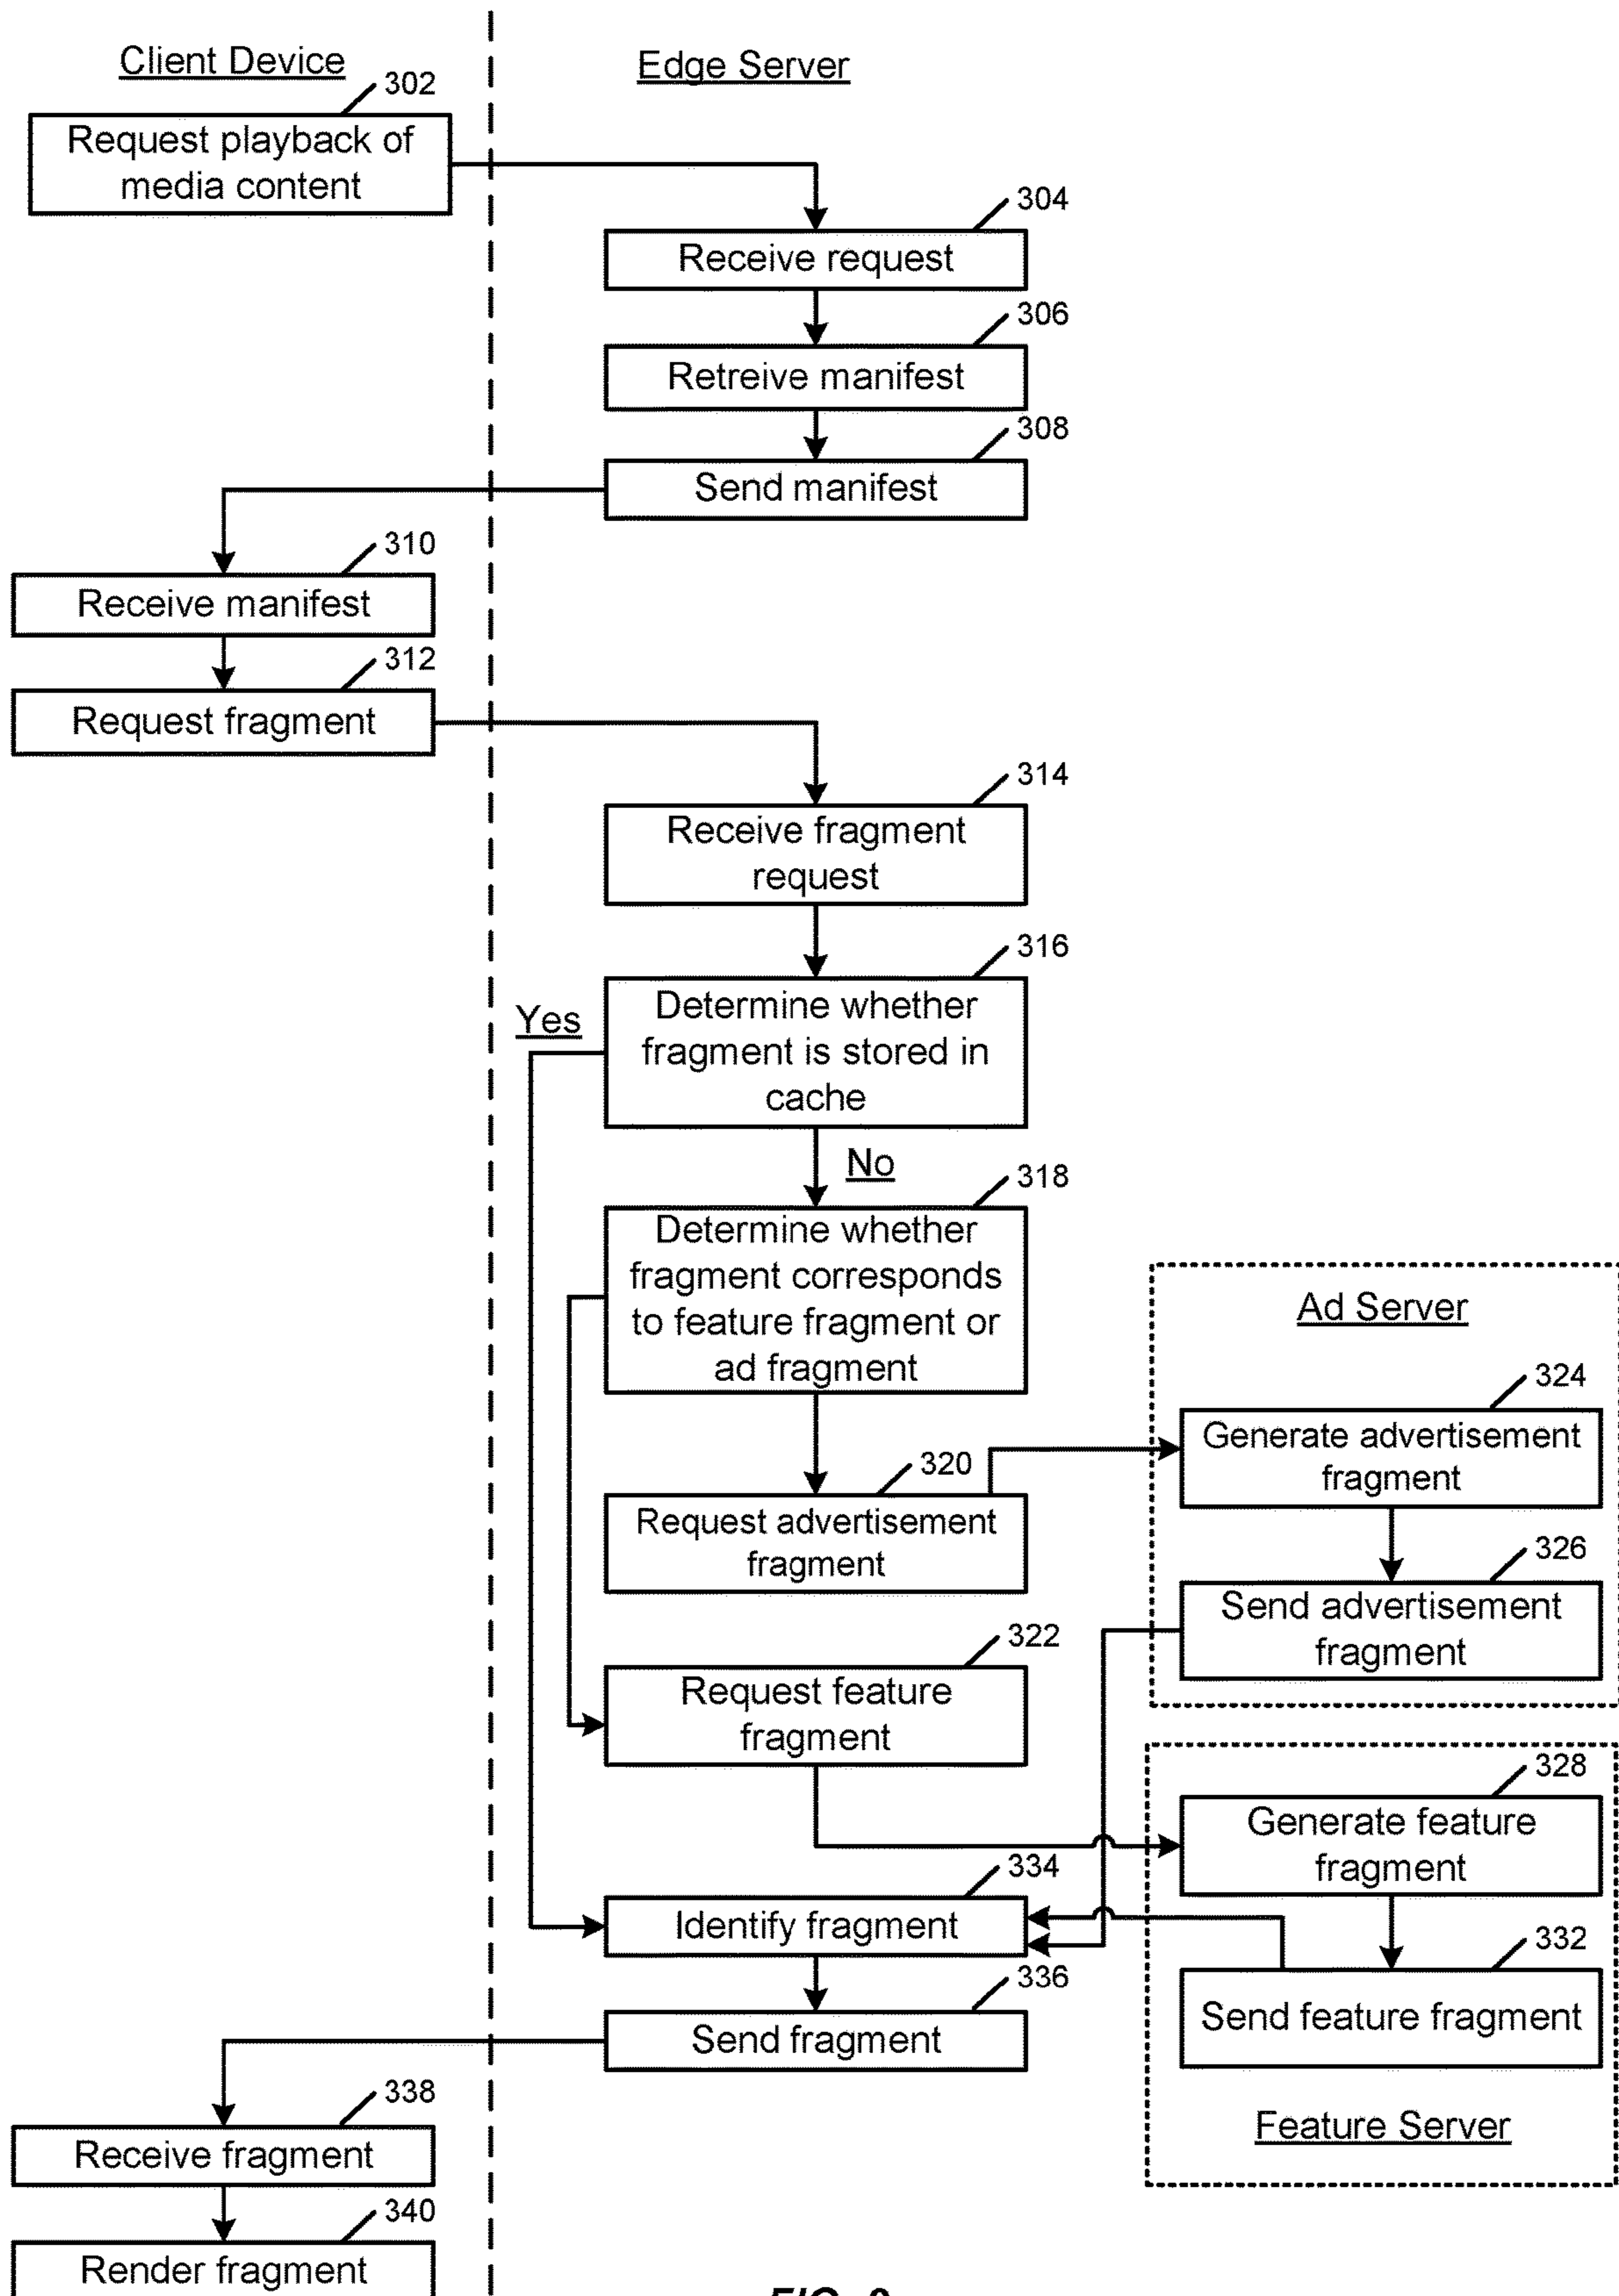 Client Device
Edge Server
302
Request playback of
media content
304
Receive request
306
Retreive manifest
308
Send manifest
310
Receive manifest
312
Request fragment
314
Receive fragment
request
316
Determine whether
fragment is stored in
cache
Yes
No
318
Determine whether
fragment corresponds
to feature fragment or
ad fragment
Ad Server
324
Generate advertisement
fragment
320
Request advertisement
fragment
326
Send advertisement
fragment
322
Request feature
fragment
328
Generate feature
fragment
334
Identify fragment
332
Send feature fragment
336
Send fragment
Feature Server
338
Receive fragment
340
Render fragment
FIG.